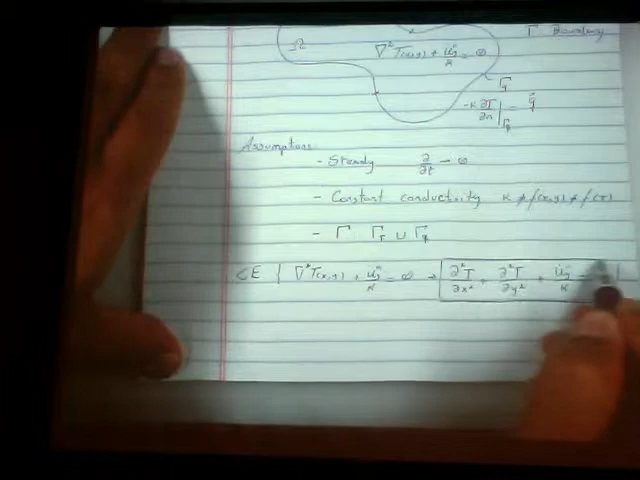 Γ Boundary
Ω ∇²T(x,y) + u̇g‴/κ = 0
Γq
-κ ∂T/∂n |Γq = q̇
Assumptions
- Steady ∂/∂t → 0
- Constant conductivity κ ≠ f(x,y) ≠ f(T)
- Γ ΓT ∪ Γq
GE | ∇²T(x,y) + u̇g‴/κ = 0 → ∂²T/∂x² + ∂²T/∂y² + u̇g‴/κ